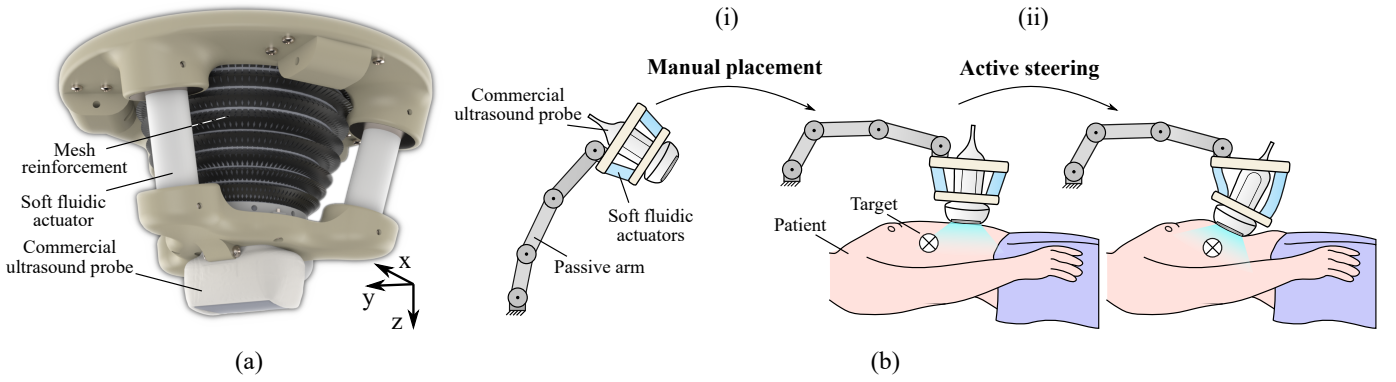 Mesh
reinforcement
Soft fluidic
actuator
Commercial
ultrasound probe
x
y
z
(a)
(i)
(ii)
Manual placement
Active steering
Commercial
ultrasound probe
Soft fluidic
actuators
Passive arm
Target
Patient
(b)